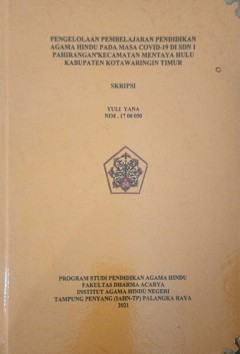 PENGELOLAAN PEMBELAJARAN PENDIDIKAN
AGAMA HINDU PADA MASA COVID-19 DI SDN 1
PAHIRANGAN KECAMATAN MENTAYA HULU
KABUPATEN KOTAWARINGIN TIMUR
SKRIPSI
YULI YANA
NIM. 17 00 050
PROGRAM STUDI PENDIDIKAN AGAMA HINDU
FAKULTAS DHARMA ACARYA
INSTITUT AGAMA HINDU NEGERI
TAMPUNG PENYANG (IAHN-TP) PALANGKA RAYA
2021